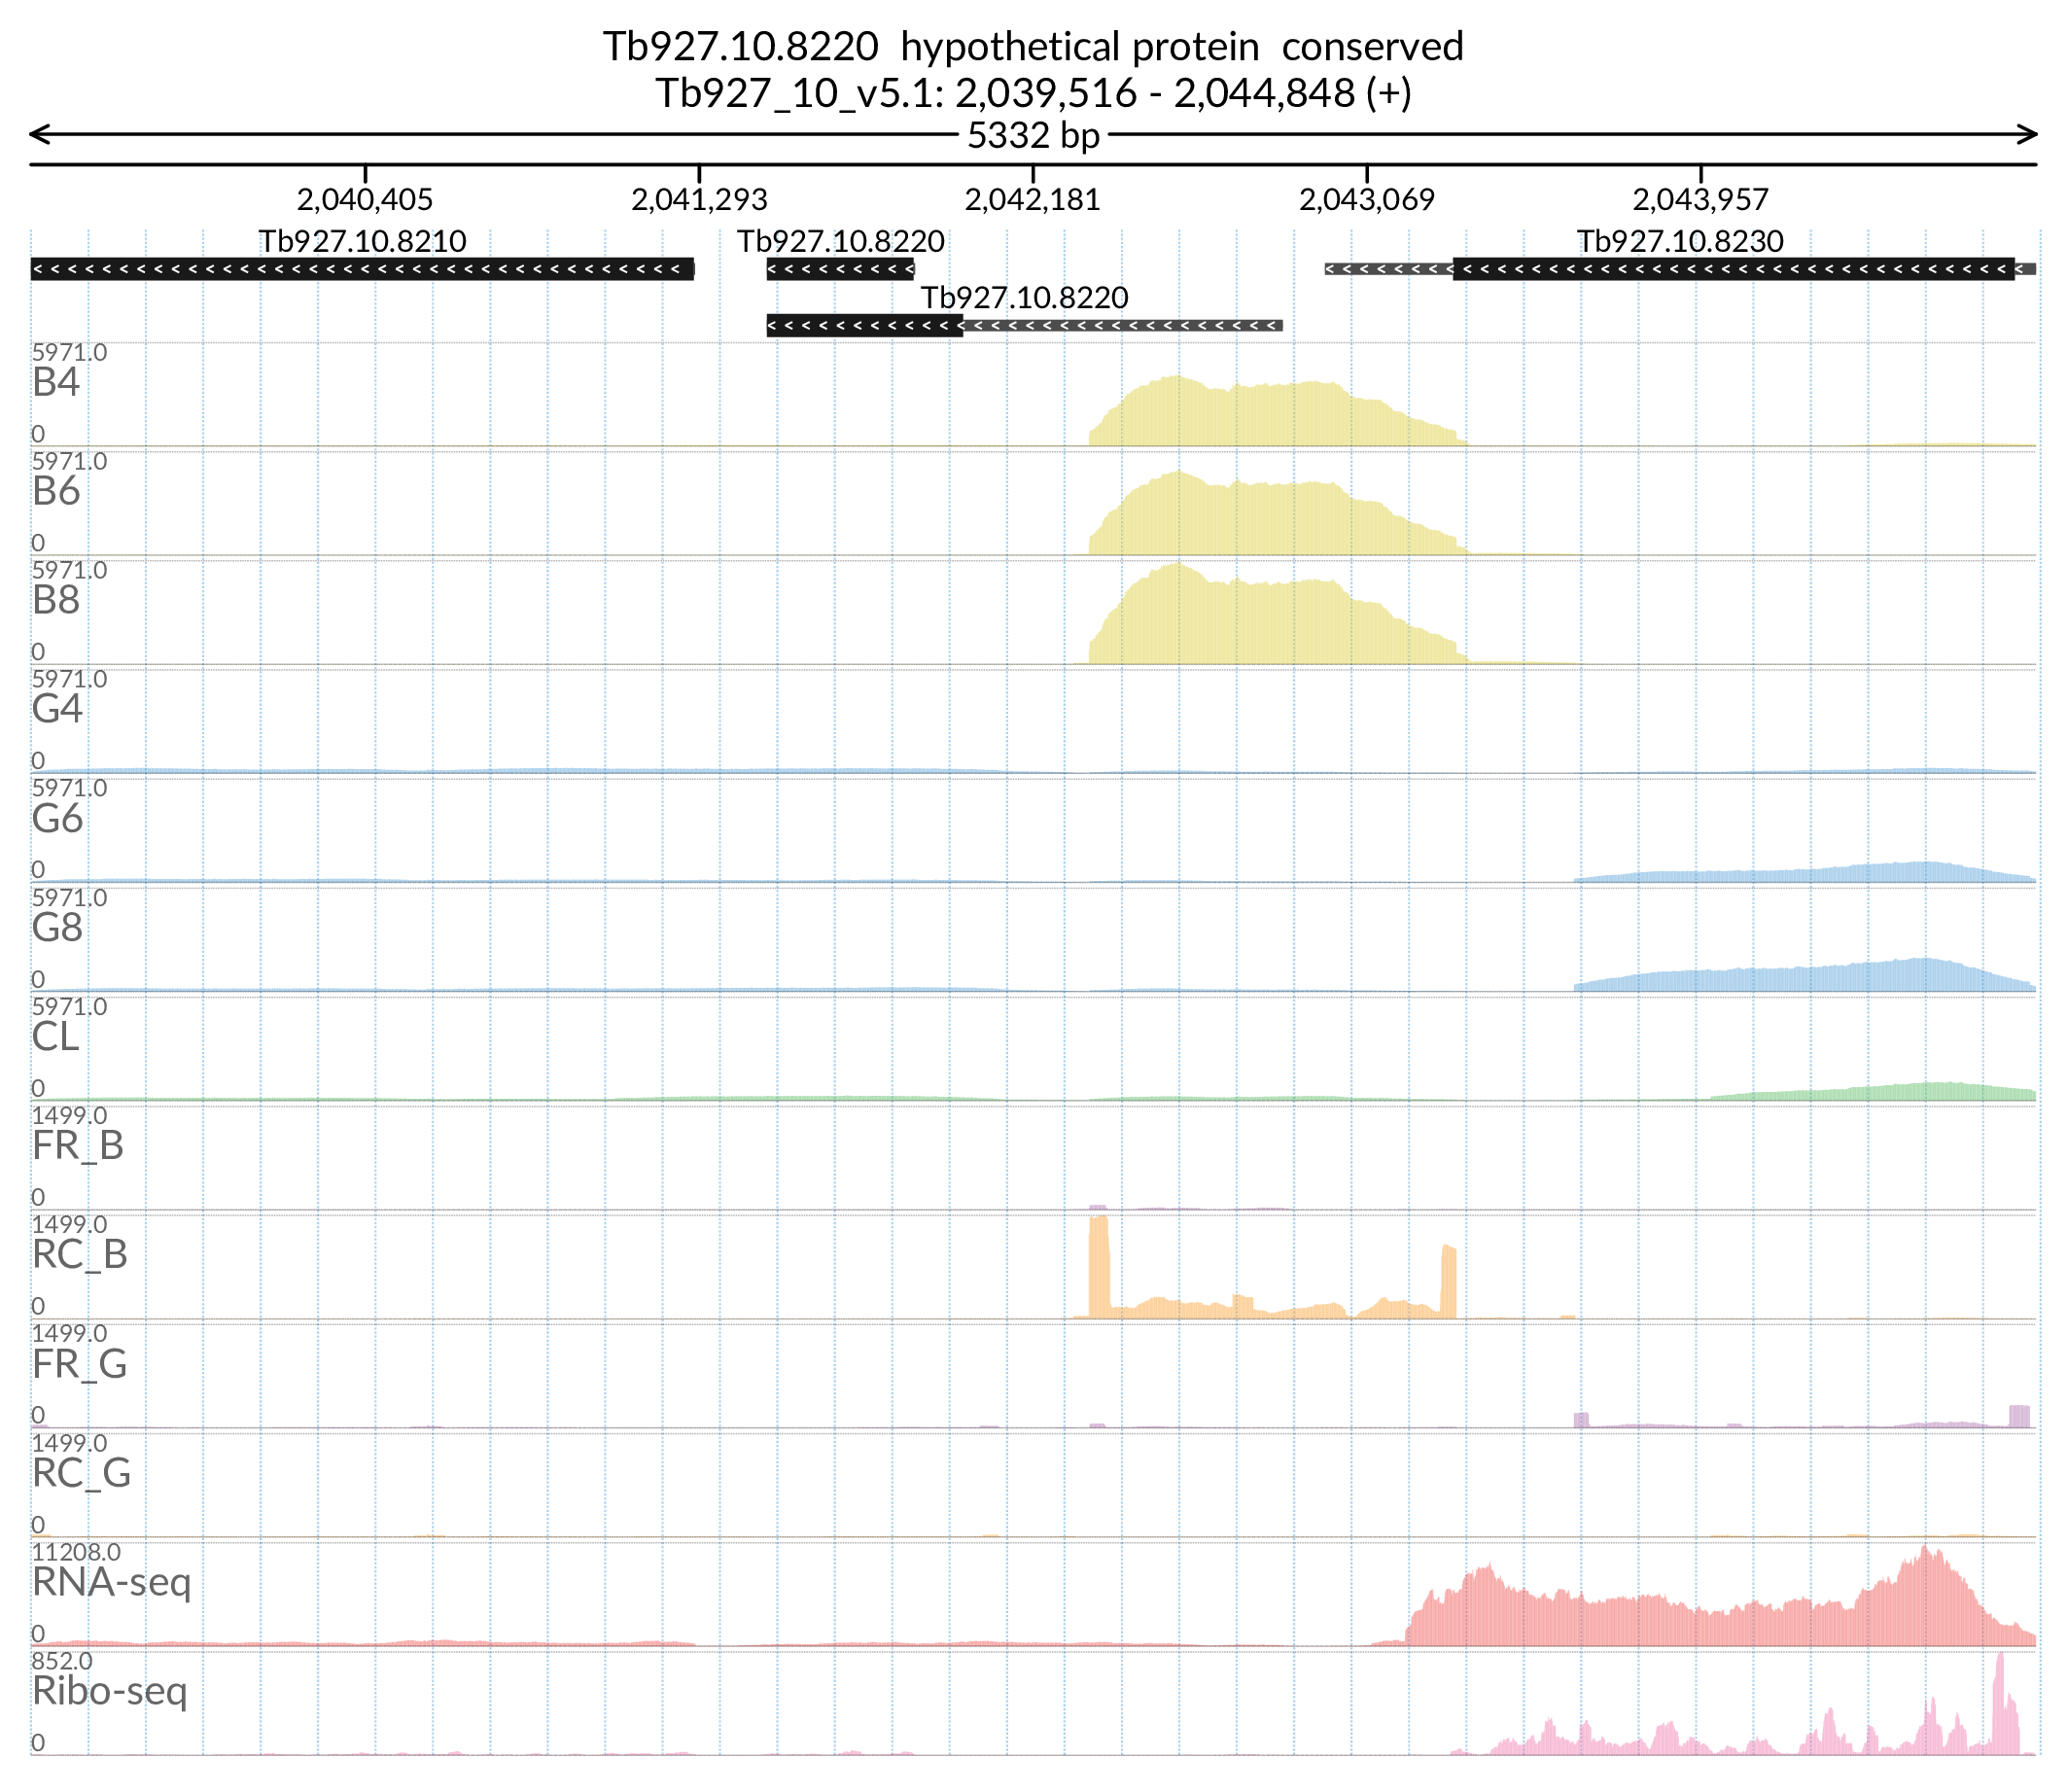 Tb927.10.8220 hypothetical protein conserved
Tb927_10_v5.1: 2,039,516 - 2,044,848 (+)
5332 bp
2,040,405 2,041,293 2,042,181 2,043,069 2,043,957
Tb927.10.8210 Tb927.10.8220 Tb927.10.8230
Tb927.10.8220
5971.0
B4
0
5971.0
B6
0
5971.0
B8
0
5971.0
G4
0
5971.0
G6
0
5971.0
G8
0
5971.0
CL
0
1499.0
FR_B
0
1499.0
RC_B
0
1499.0
FR_G
0
1499.0
RC_G
0
11208.0
RNA-seq
0
852.0
Ribo-seq
0